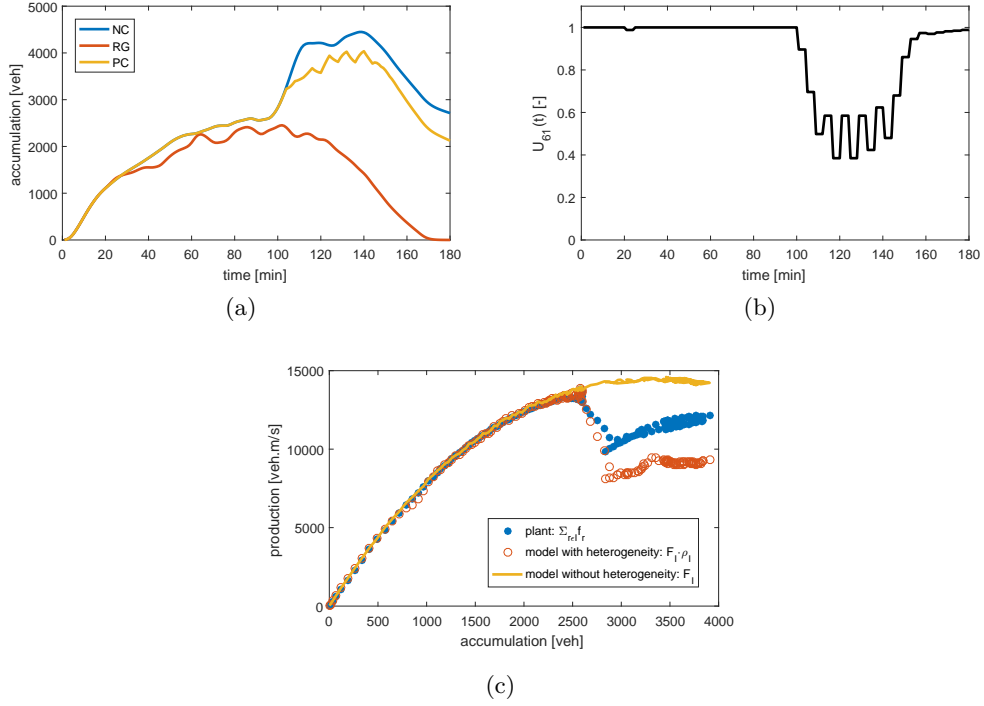 5000
4000
3000
2000
1000
0
accumulation [veh]
NC
RG
PC
0 20 40 60 80 100 120 140 160 180
time [min]
(a)
1
0.8
0.6
0.4
0.2
0
U61 (t) [-]
0 20 40 60 80 100 120 140 160 180
time [min]
(b)
15000
10000
5000
0
production [veh.m/s]
plant: Σr∈I fr
model with heterogeneity: FI·ρI
model without heterogeneity: FI
0 500 1000 1500 2000 2500 3000 3500 4000
accumulation [veh]
(c)